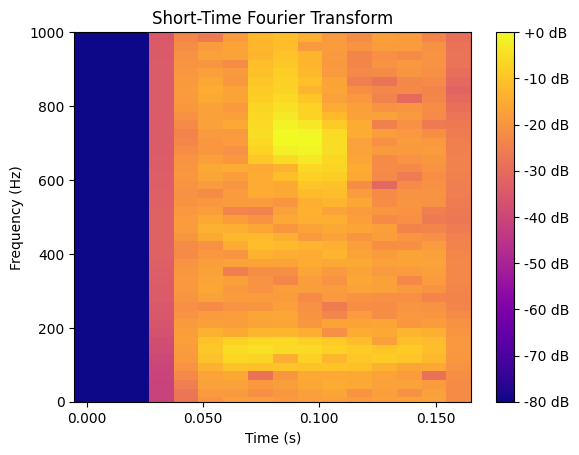 Short-Time Fourier Transform
1000
800
600
400
200
0
Frequency (Hz)
0.000
0.050
0.100
0.150
Time (s)
+0 dB
-10 dB
-20 dB
-30 dB
-40 dB
-50 dB
-60 dB
-70 dB
-80 dB